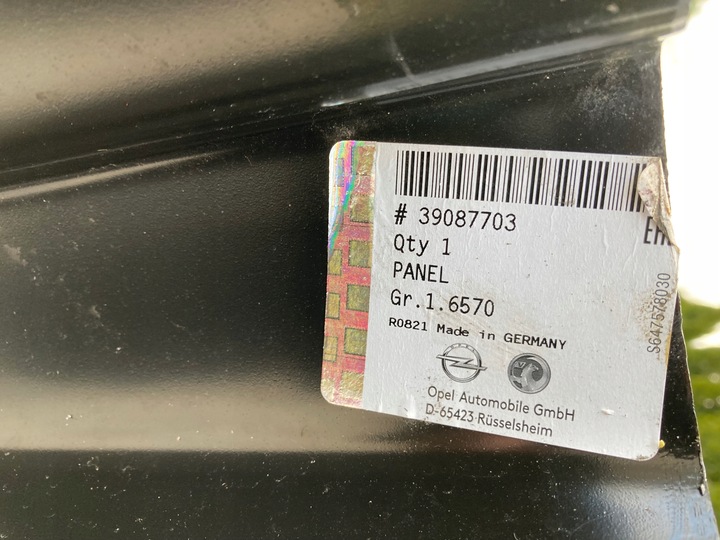 # 39087703
Qty 1
PANEL
Gr.1.6570
R0821 Made in GERMANY
Opel Automobile GmbH
D-65423 Rüsselsheim
S647578030